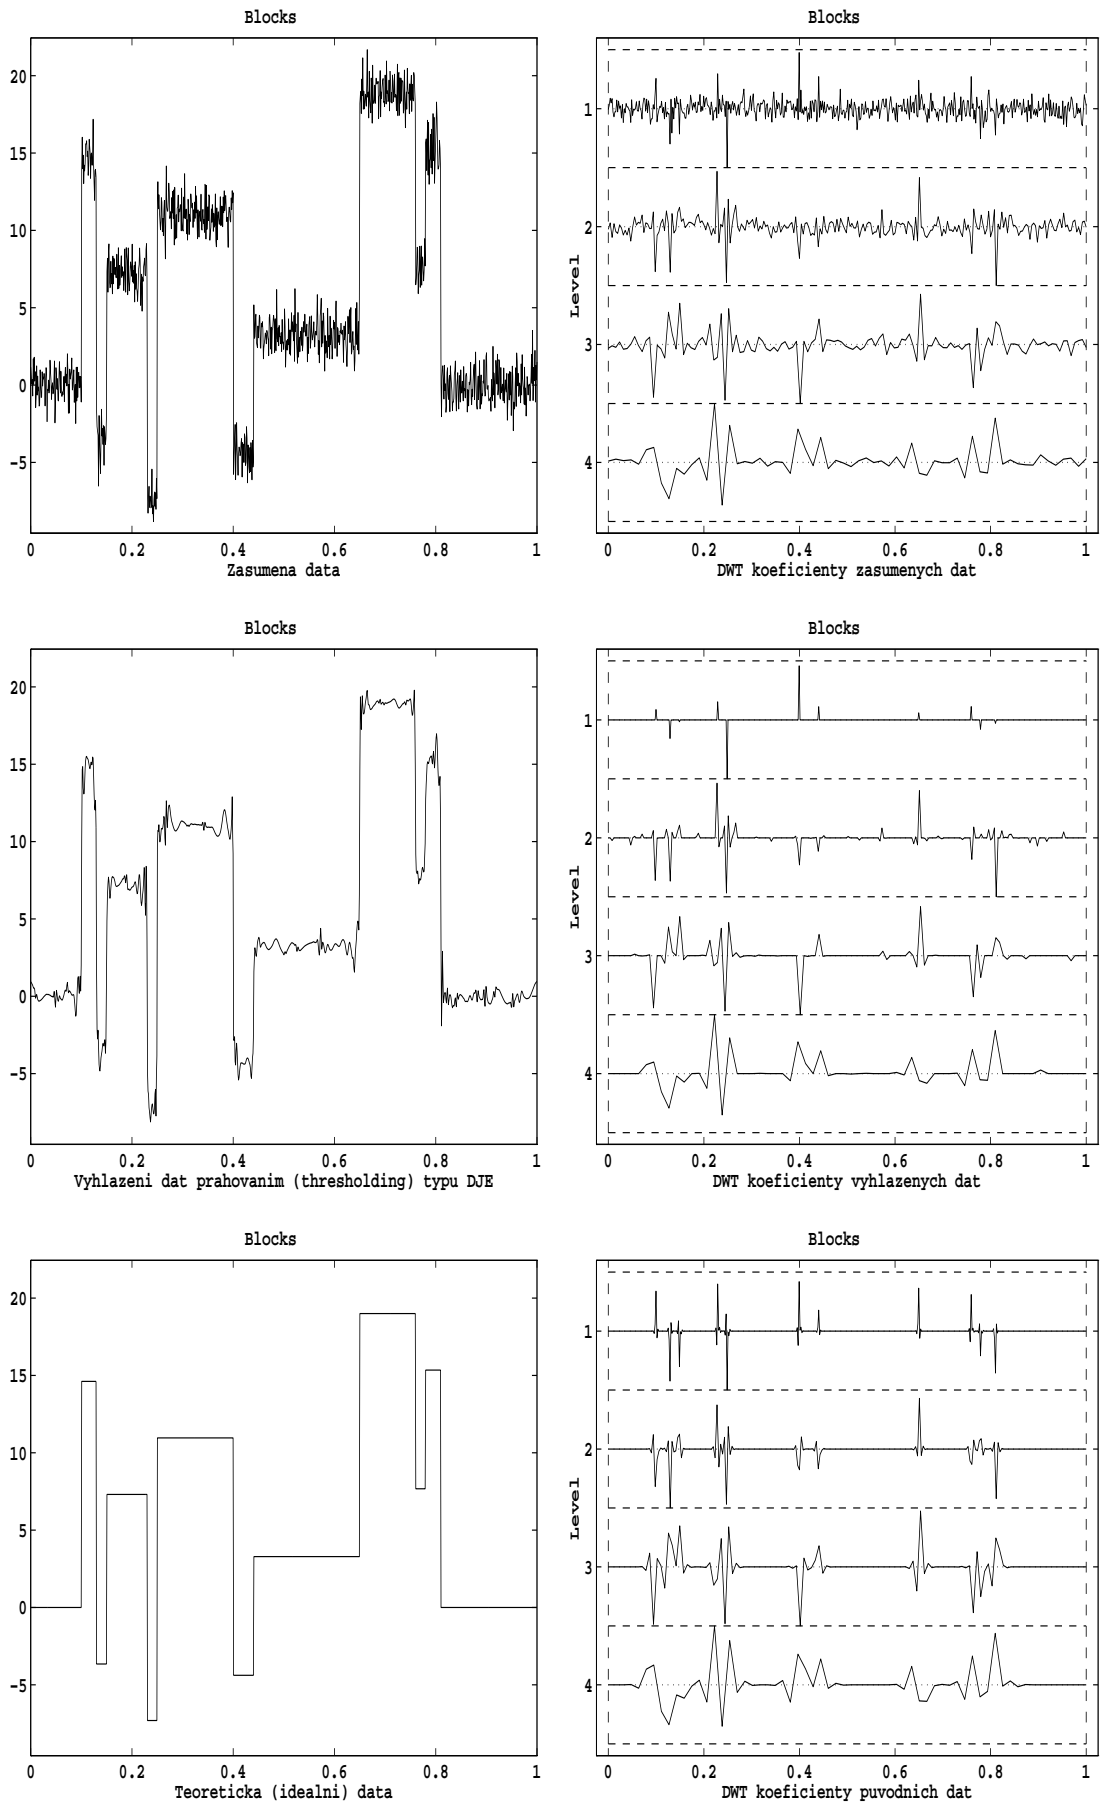 Blocks
20
15
10
5
0
−5
0 0.2 0.4 0.6 0.8 1
Zasumena data
Blocks
1
2
3
4
Level
0 0.2 0.4 0.6 0.8 1
DWT koeficienty zasumenych dat
Blocks
20
15
10
5
0
−5
0 0.2 0.4 0.6 0.8 1
Vyhlazeni dat prahovanim (thresholding) typu DJE
Blocks
1
2
3
4
Level
0 0.2 0.4 0.6 0.8 1
DWT koeficienty vyhlazenych dat
Blocks
20
15
10
5
0
−5
0 0.2 0.4 0.6 0.8 1
Teoreticka (idealni) data
Blocks
1
2
3
4
Level
0 0.2 0.4 0.6 0.8 1
DWT koeficienty puvodnich dat